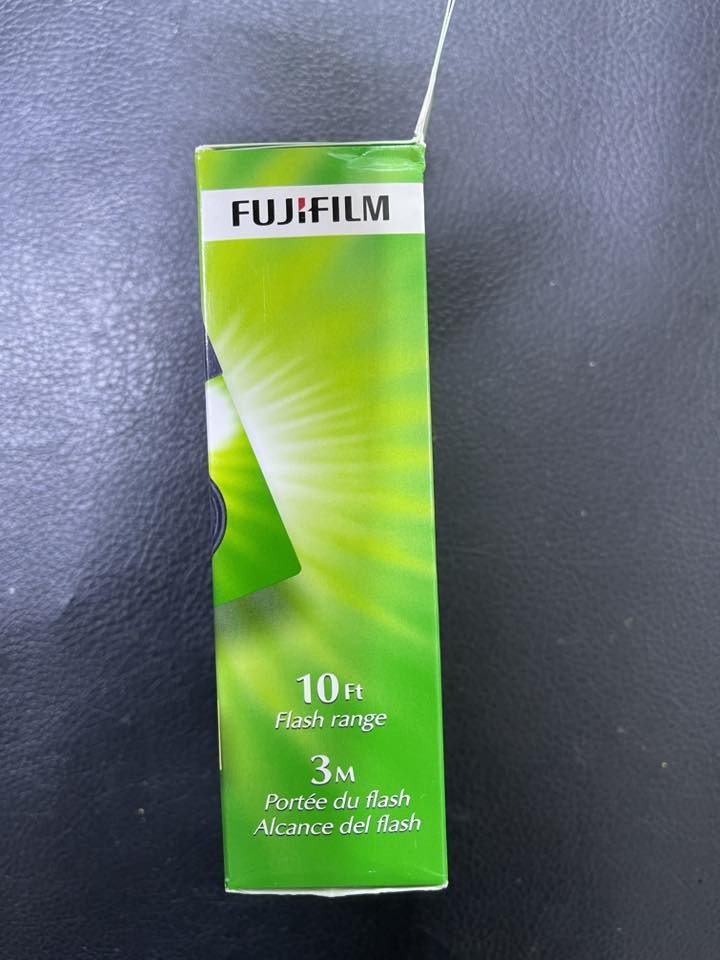 FUJIFILM
10 Ft
Flash range
3 M
Portée du flash
Alcance del flash